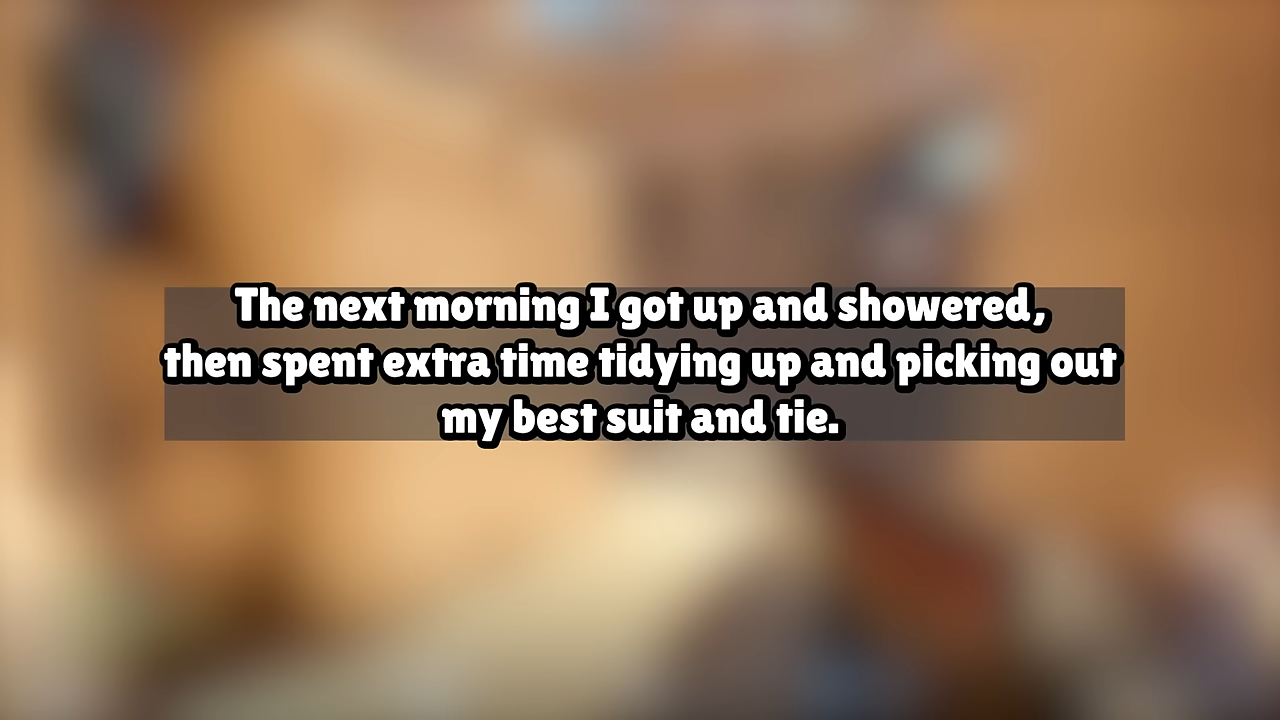 The next morning I got up and showered,
then spent extra time tidying up and picking out
my best suit and tie.